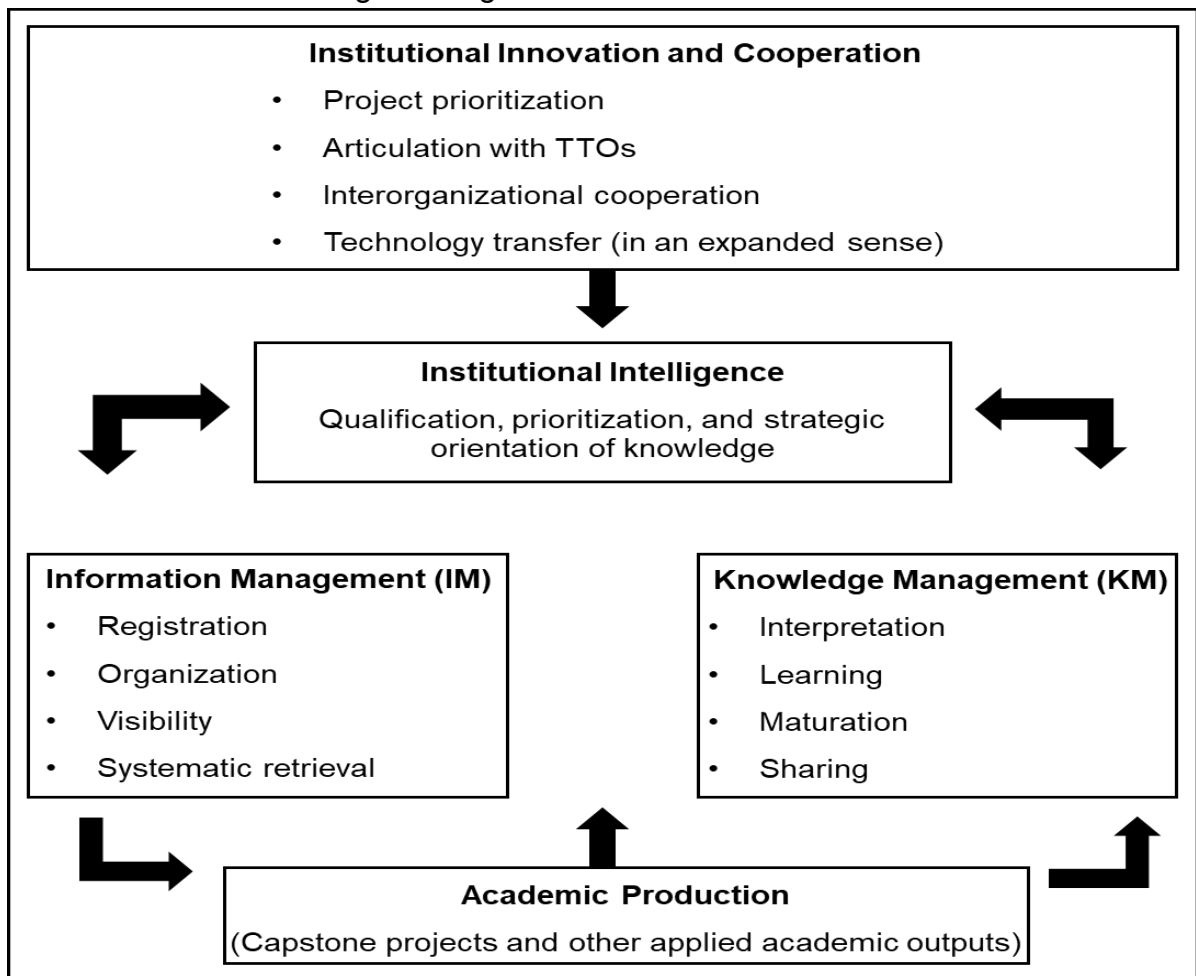 Institutional Innovation and Cooperation
• Project prioritization
• Articulation with TTOs
• Interorganizational cooperation
• Technology transfer (in an expanded sense)
Institutional Intelligence
Qualification, prioritization, and strategic
orientation of knowledge
Information Management (IM)
• Registration
• Organization
• Visibility
• Systematic retrieval
Knowledge Management (KM)
• Interpretation
• Learning
• Maturation
• Sharing
Academic Production
(Capstone projects and other applied academic outputs)